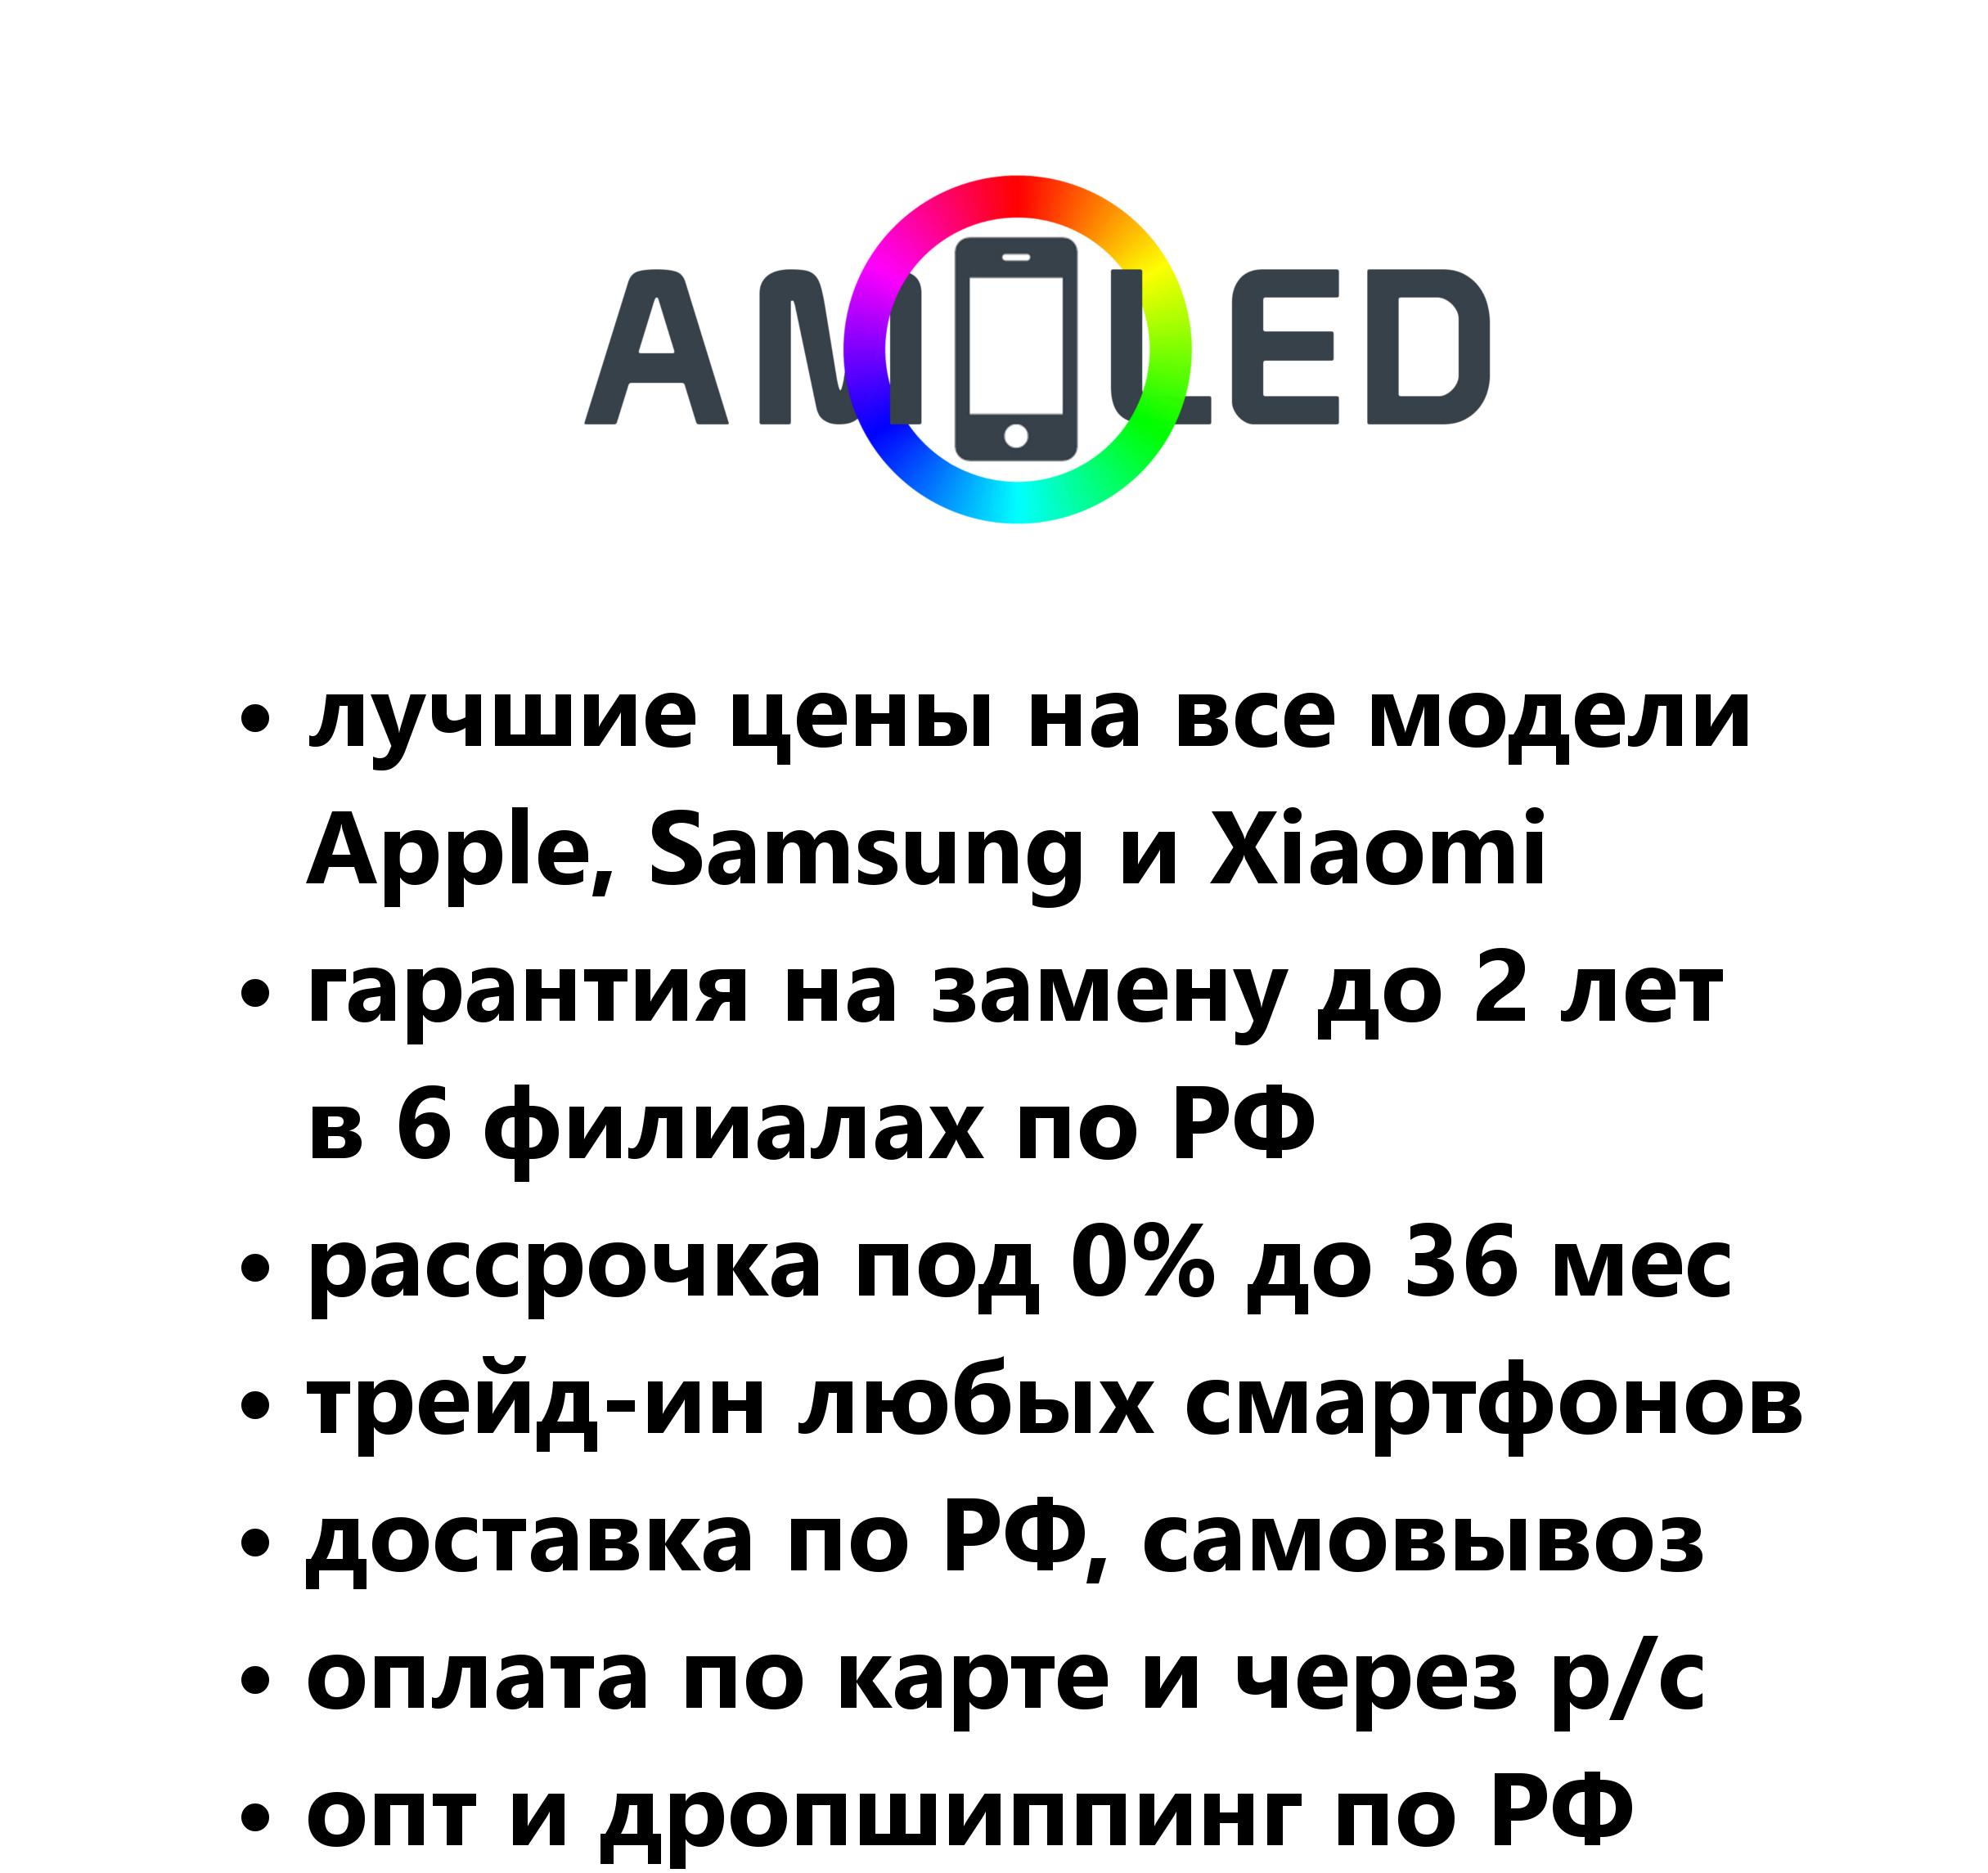 AMOLED
• лучшие цены на все модели
Apple, Samsung и Xiaomi
• гарантия на замену до 2 лет
в 6 филиалах по РФ
• рассрочка под 0% до 36 мес
• трейд-ин любых смартфонов
• доставка по РФ, самовывоз
• оплата по карте и через р/с
• опт и дропшиппинг по РФ